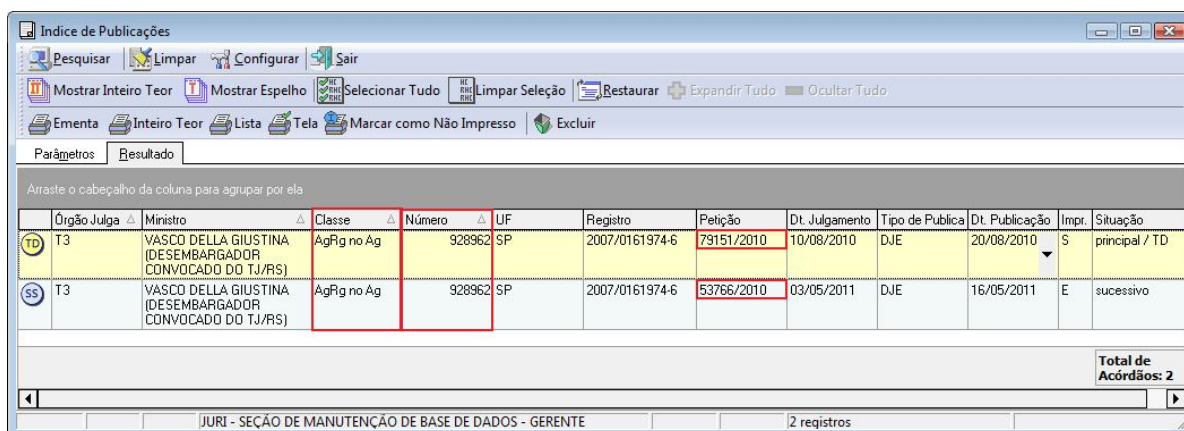 Indice de Publicações
Pesquisar Limpar Configurar Sair
Mostrar Inteiro Teor Mostrar Espelho Selecionar Tudo Limpar Seleção Restaurar Expandir Tudo Ocultar Tudo
Ementa Inteiro Teor Lista Tela Marcar como Não Impresso Excluir
Parâmetros Resultado
Arraste o cabeçalho da coluna para agrupar por ela
Órgão Julga Ministro Classe Número UF Registro Petição Dt. Julgamento Tipo de Publica Dt. Publicação Impr. Situação
TD T3 VASCO DELLA GIUSTINA AgRg no Ag 928962 SP 2007/0161974-6 79151/2010 10/08/2010 DJE 20/08/2010 S principal / TD
(DESEMBARGADOR
CONVOCADO DO TJ/RS)
SS T3 VASCO DELLA GIUSTINA AgRg no Ag 928962 SP 2007/0161974-6 53766/2010 03/05/2011 DJE 16/05/2011 E sucessivo
(DESEMBARGADOR
CONVOCADO DO TJ/RS)
Total de
Acórdãos: 2
JURI - SEÇÃO DE MANUTENÇÃO DE BASE DE DADOS - GERENTE 2 registros